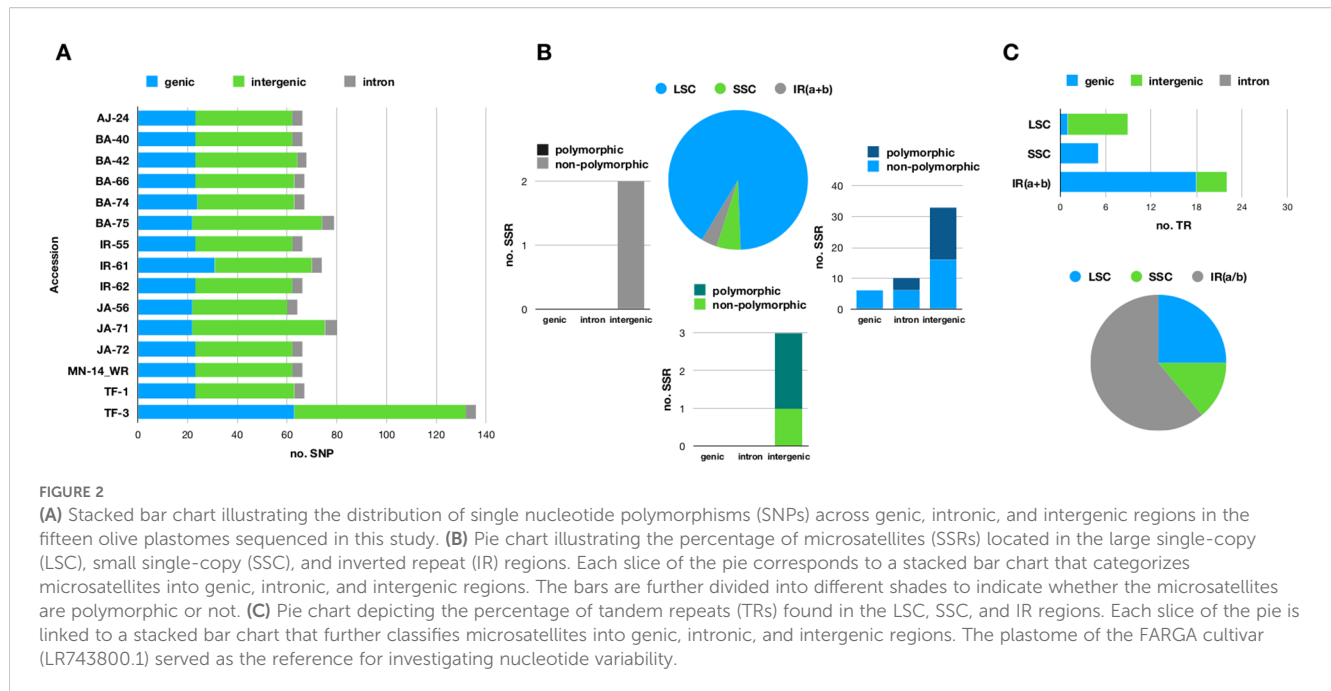 A
genic intergenic intron
Accession
AJ-24
BA-40
BA-42
BA-66
BA-74
BA-75
IR-55
IR-61
IR-62
JA-56
JA-71
JA-72
MN-14_WR
TF-1
TF-3
0 20 40 60 80 100 120 140
no. SNP
B
LSC SSC IR(a+b)
polymorphic
non-polymorphic
no. SSR
2
1
0
genic intron intergenic
polymorphic
non-polymorphic
no. SSR
40
30
20
10
0
genic intron intergenic
polymorphic
non-polymorphic
no. SSR
3
2
1
0
genic intron intergenic
C
genic intergenic intron
LSC
SSC
IR(a+b)
0 6 12 18 24 30
no. TR
LSC SSC IR(a/b)
FIGURE 2
(A) Stacked bar chart illustrating the distribution of single nucleotide polymorphisms (SNPs) across genic, intronic, and intergenic regions in the
fifteen olive plastomes sequenced in this study. (B) Pie chart illustrating the percentage of microsatellites (SSRs) located in the large single-copy
(LSC), small single-copy (SSC), and inverted repeat (IR) regions. Each slice of the pie corresponds to a stacked bar chart that categorizes
microsatellites into genic, intronic, and intergenic regions. The bars are further divided into different shades to indicate whether the microsatellites
are polymorphic or not. (C) Pie chart depicting the percentage of tandem repeats (TRs) found in the LSC, SSC, and IR regions. Each slice of the pie is
linked to a stacked bar chart that further classifies microsatellites into genic, intronic, and intergenic regions. The plastome of the FARGA cultivar
(LR743800.1) served as the reference for investigating nucleotide variability.